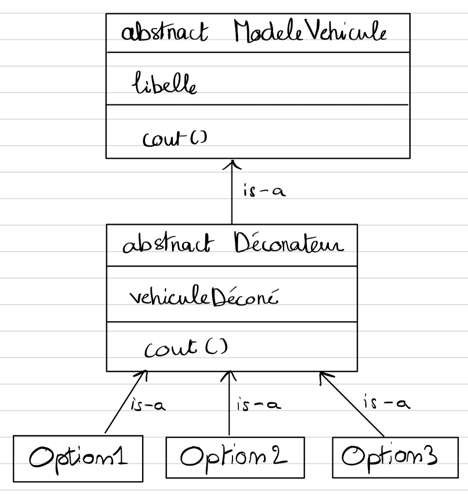 abstract ModeleVehicule
libelle
cout()
is-a
abstract Décorateur
vehiculeDécoré
cout()
is-a
is-a
is-a
Option1
Option2
Option3